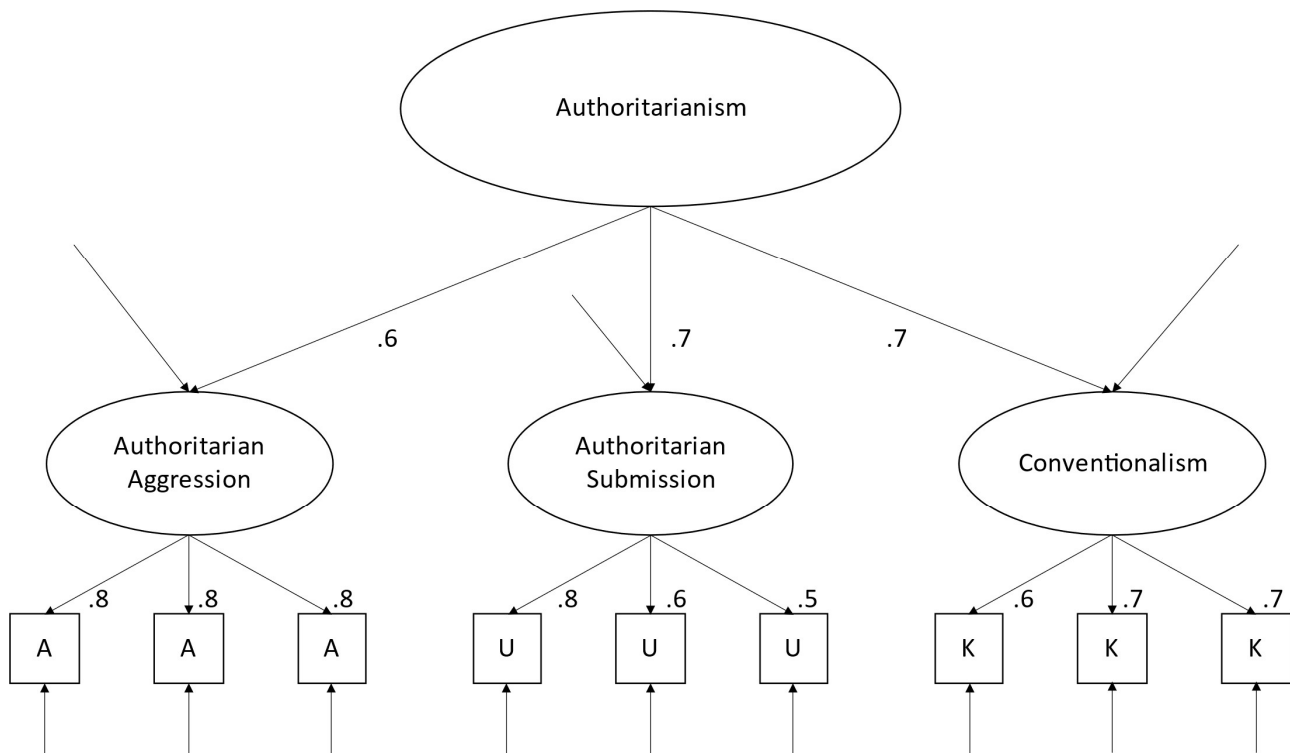 Authoritarianism
.6
.7
.7
Authoritarian
Aggression
Authoritarian
Submission
Conventionalism
.8
.8
.8
.8
.6
.5
.6
.7
.7
A
A
A
U
U
U
K
K
K